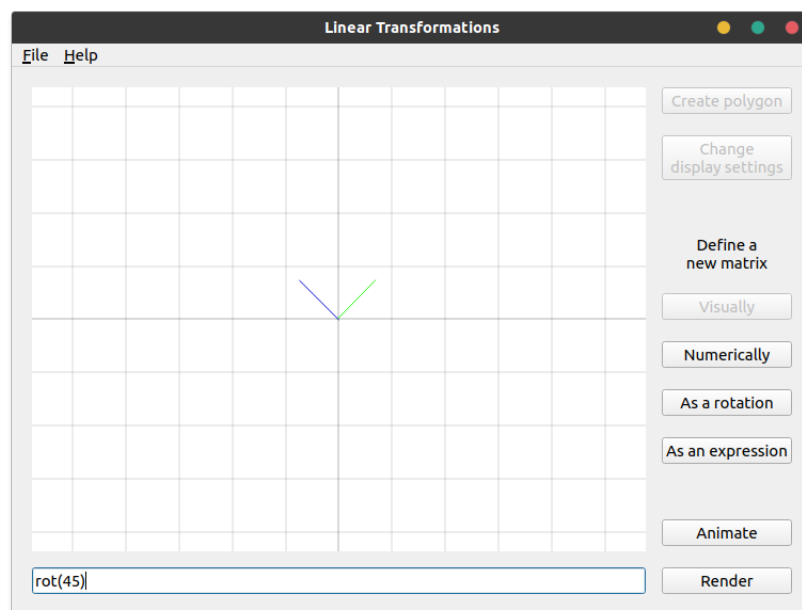 Linear Transformations
File Help
Create polygon
Change
display settings
Define a
new matrix
Visually
Numerically
As a rotation
As an expression
Animate
rot(45)
Render